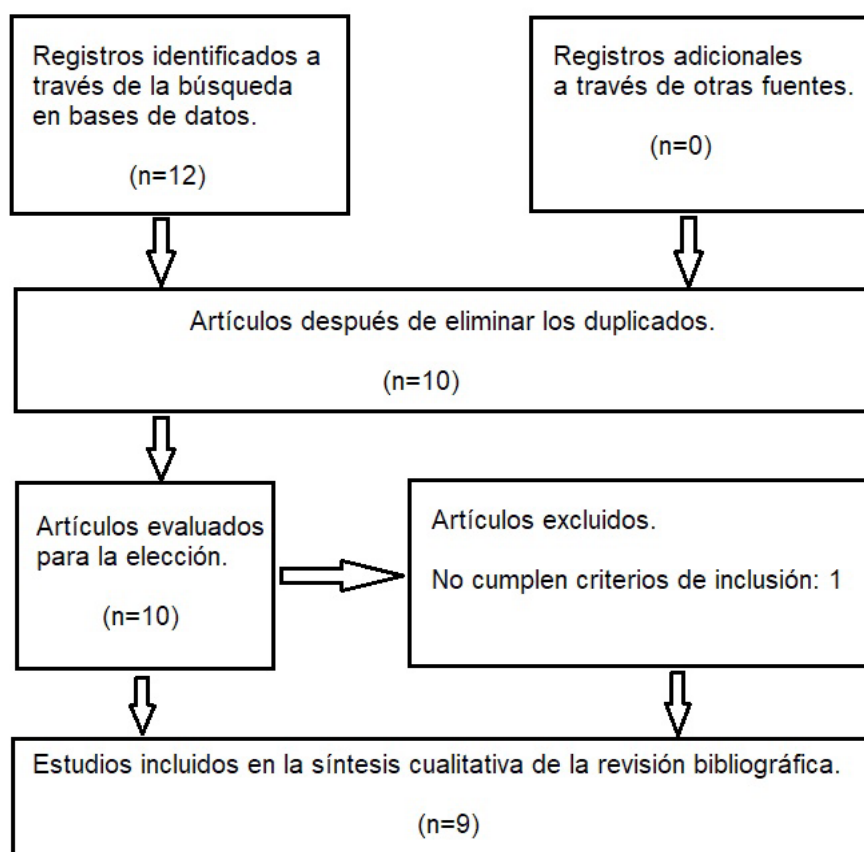 Registros identificados a
través de la búsqueda
en bases de datos.
(n=12)
Registros adicionales
a través de otras fuentes.
(n=0)
Artículos después de eliminar los duplicados.
(n=10)
Artículos evaluados
para la elección.
(n=10)
Artículos excluidos.
No cumplen criterios de inclusión: 1
Estudios incluidos en la síntesis cualitativa de la revisión bibliográfica.
(n=9)